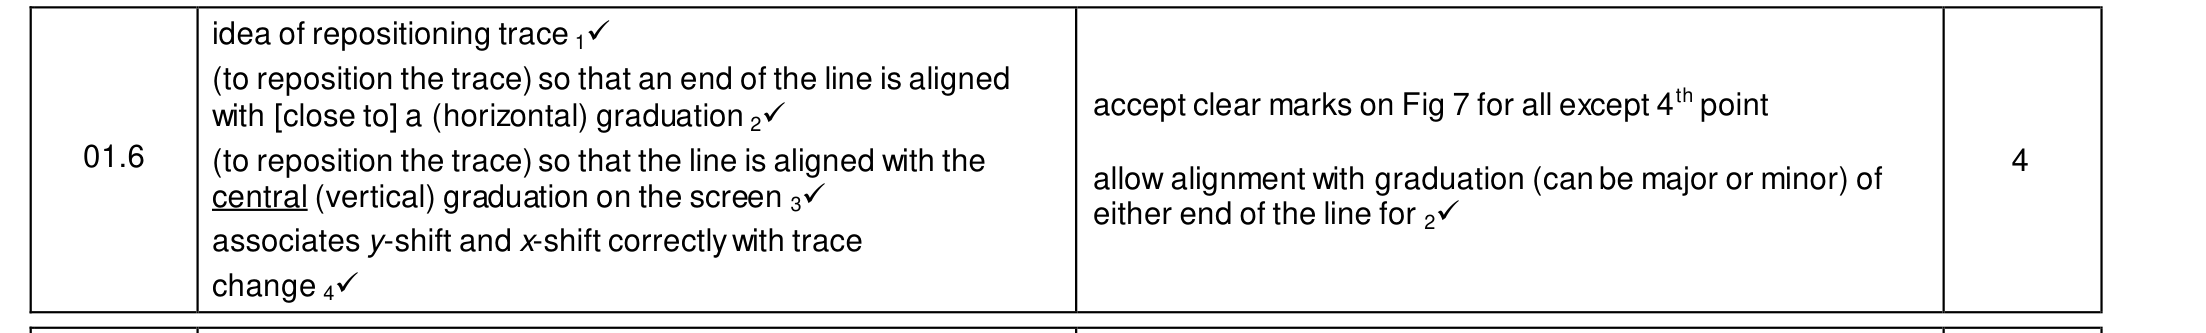 01.6
idea of repositioning trace ₁✓
(to reposition the trace) so that an end of the line is aligned
with [close to] a (horizontal) graduation ₂✓
(to reposition the trace) so that the line is aligned with the
central (vertical) graduation on the screen ₃✓
associates y-shift and x-shift correctly with trace
change ₄✓
accept clear marks on Fig 7 for all except 4th point
allow alignment with graduation (can be major or minor) of
either end of the line for ₂✓
4